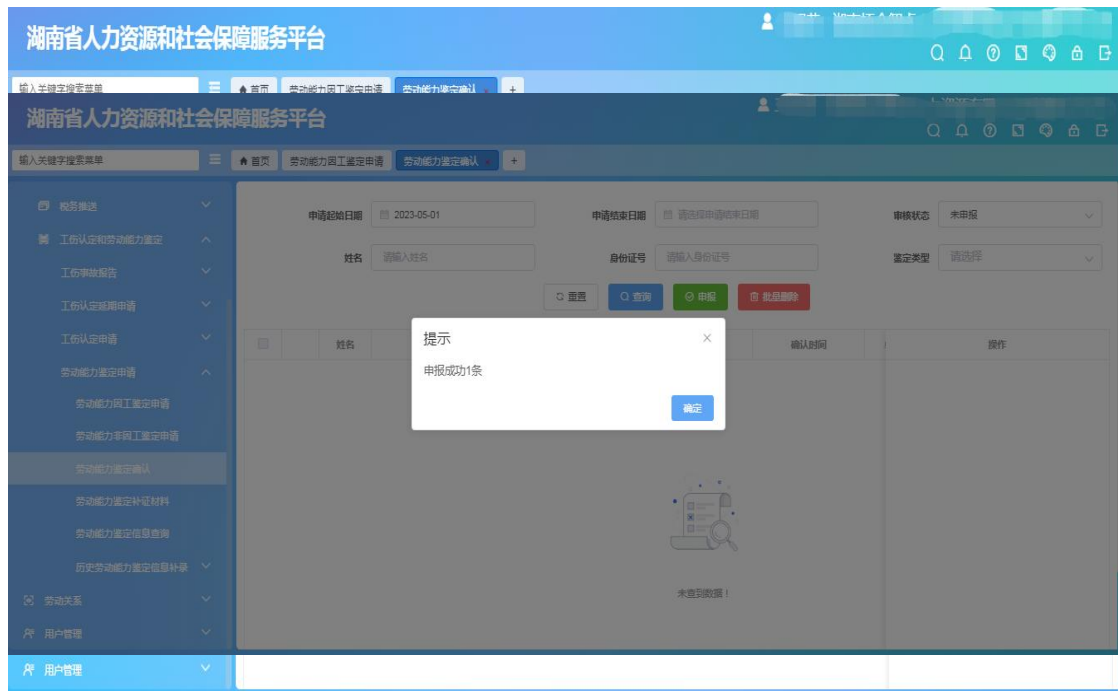 湖南省人力资源和社会保障服务平台
输入关键字搜索菜单 首页 劳动能力因工鉴定申请 劳动能力鉴定确认 × +
湖南省人力资源和社会保障服务平台
输入关键字搜索菜单 首页 劳动能力因工鉴定申请 劳动能力鉴定确认 × +
税务推送
工伤认定和劳动能力鉴定
工伤事故报告
工伤认定延期申请
工伤认定申请
劳动能力鉴定申请
劳动能力因工鉴定申请
劳动能力非因工鉴定申请
劳动能力鉴定确认
劳动能力鉴定补证材料
劳动能力鉴定信息查询
历史劳动能力鉴定信息补录
劳动关系
用户管理
申请起始日期 2023-05-01 申请结束日期 请选择申请结束日期 审核状态 未申报
姓名 请输入姓名 身份证号 请输入身份证号 鉴定类型 请选择
重置 查询 申报 批量删除
姓名 确认时间 操作
提示
申报成功1条
确定
未查到数据！
用户管理